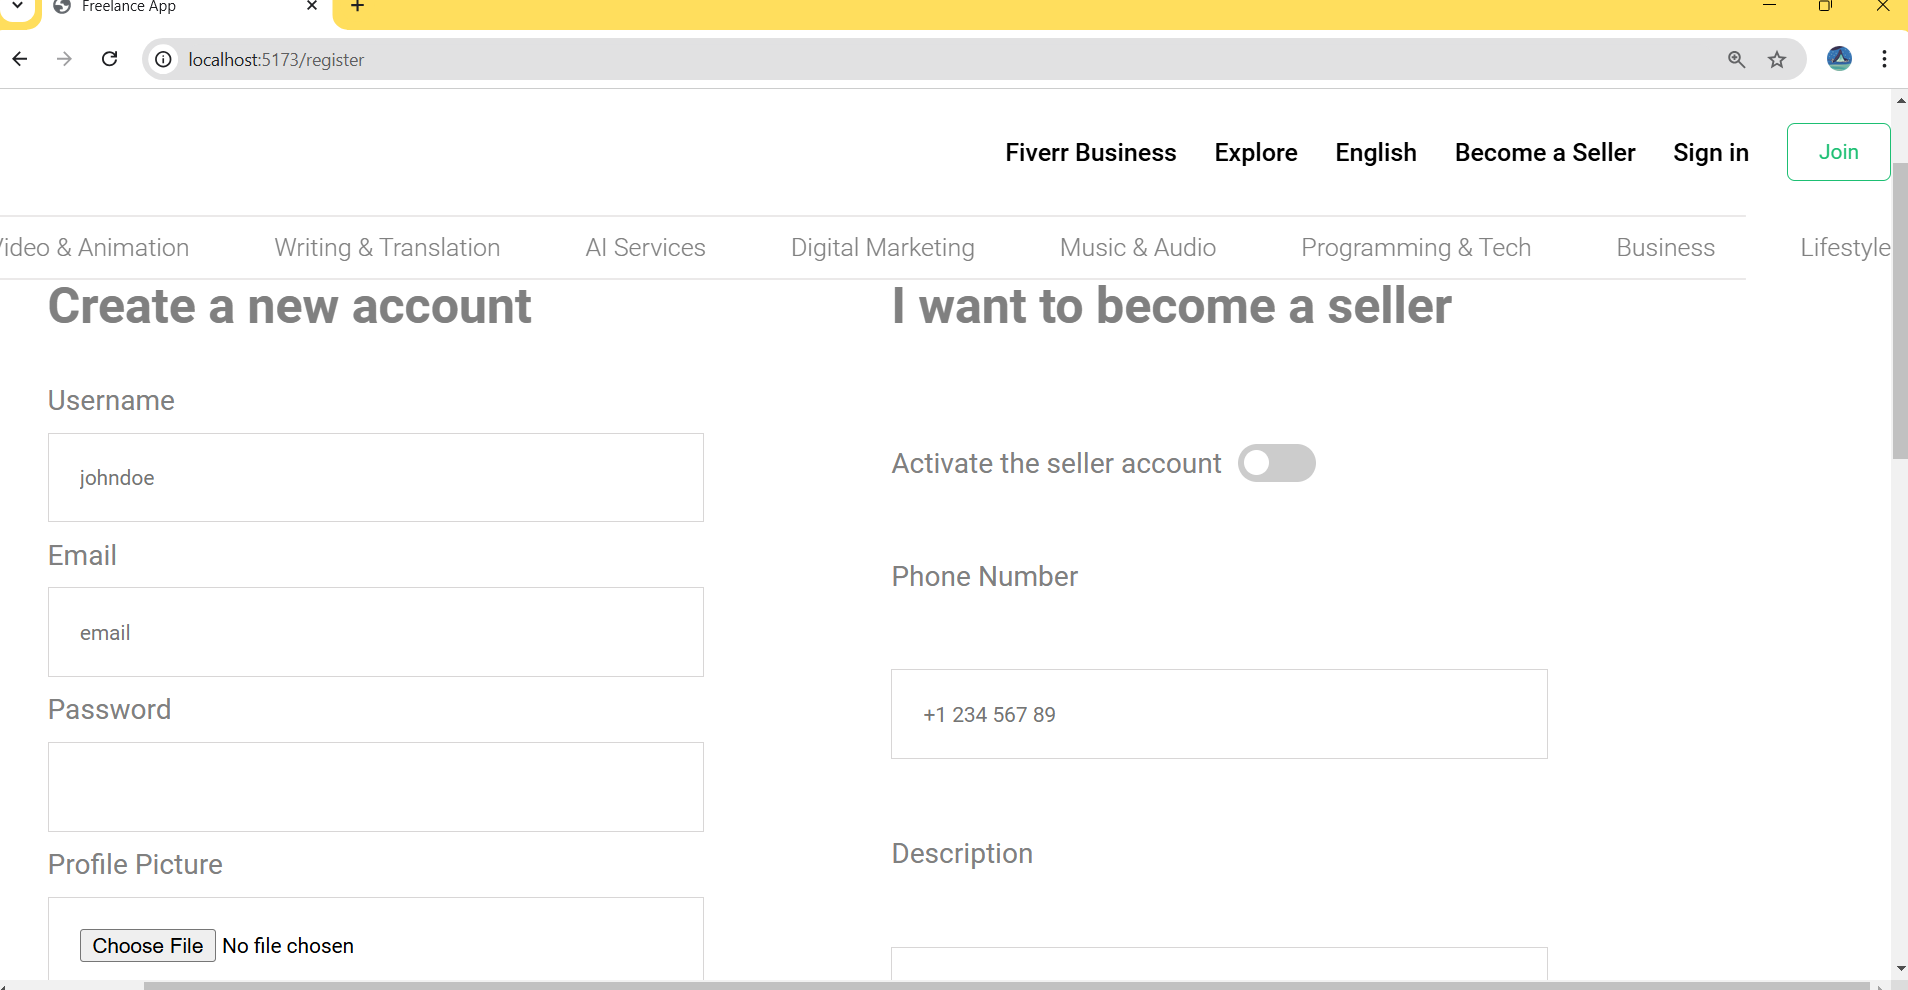 Freelance App
localhost:5173/register
Fiverr Business Explore English Become a Seller Sign in Join
ideo & Animation Writing & Translation AI Services Digital Marketing Music & Audio Programming & Tech Business Lifestyle
Create a new account
Username
johndoe
Email
email
Password
Profile Picture
Choose File No file chosen
I want to become a seller
Activate the seller account
Phone Number
+1 234 567 89
Description